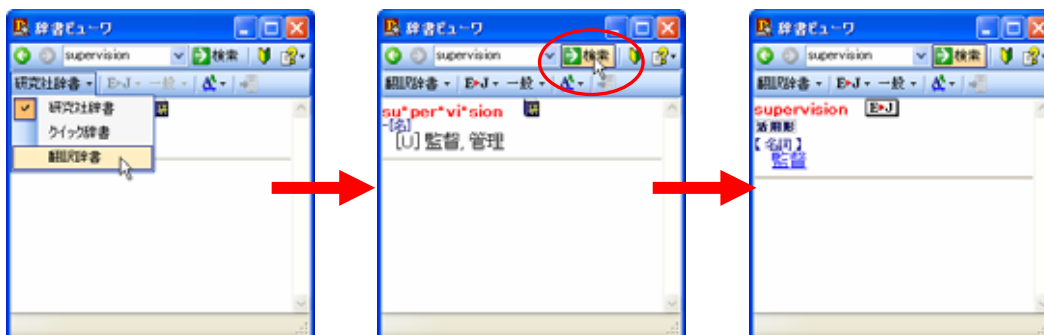 辞書ビューワ
supervision 検索
研究社辞書 E▸J 一般 A
研究社辞書
クイック辞書
翻訳辞書
辞書ビューワ
supervision 検索
翻訳辞書 E▸J 一般 A
su*per*vi*sion 研
-[名]
[U] 監督, 管理
辞書ビューワ
supervision 検索
翻訳辞書 E▸J 一般 A
supervision E▸J
活用形
【名詞】
監督